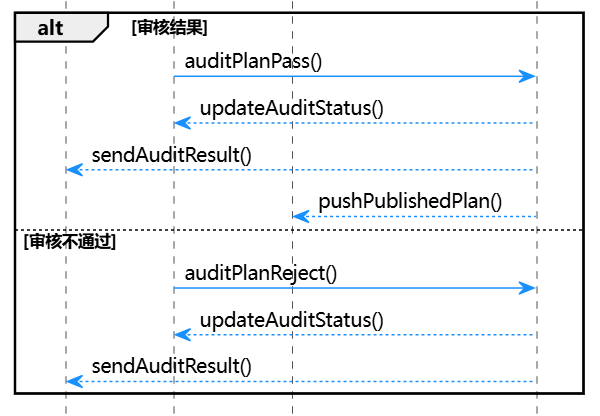 alt [审核结果]
auditPlanPass()
updateAuditStatus()
sendAuditResult()
pushPublishedPlan()
[审核不通过]
auditPlanReject()
updateAuditStatus()
sendAuditResult()